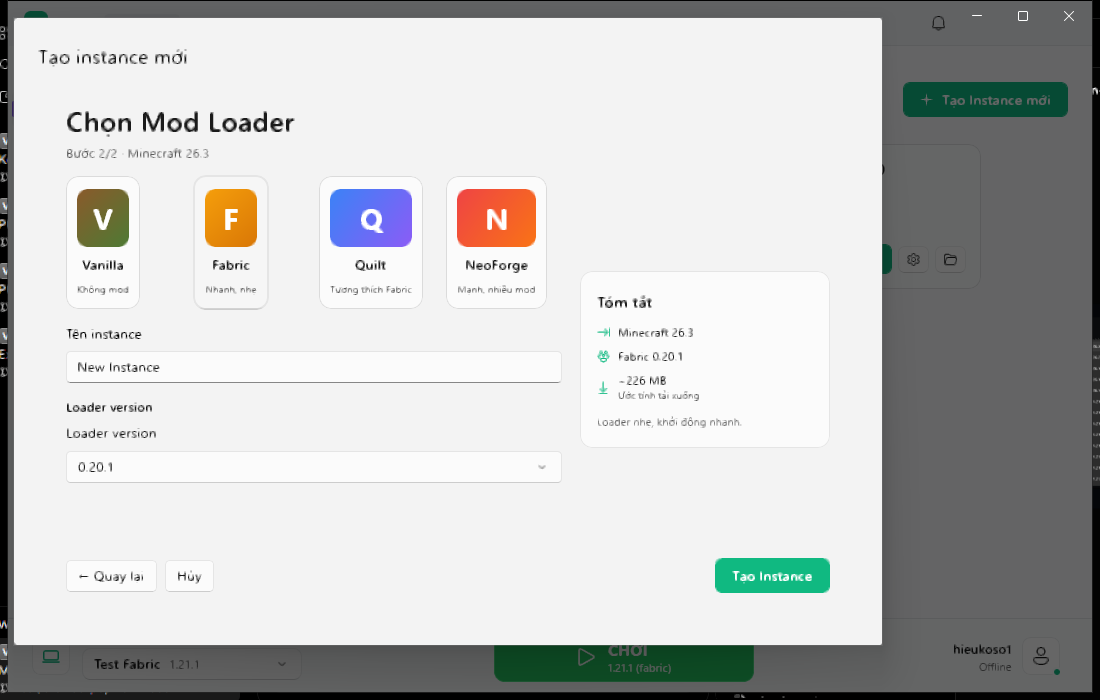 Tạo instance mới
+ Tạo Instance mới
Chọn Mod Loader
Bước 2/2 · Minecraft 26.3
V
Vanilla
Không mod
F
Fabric
Nhanh, nhẹ
Q
Quilt
Tương thích Fabric
N
NeoForge
Mạnh, nhiều mod
Tên instance
New Instance
Loader version
Loader version
0.20.1
Tóm tắt
Minecraft 26.3
Fabric 0.20.1
~226 MB
Ước tính tải xuống
Loader nhẹ, khởi động nhanh.
← Quay lại
Hủy
Tạo Instance
Test Fabric 1.21.1
CHƠI
1.21.1 (fabric)
hieukoso1
Offline